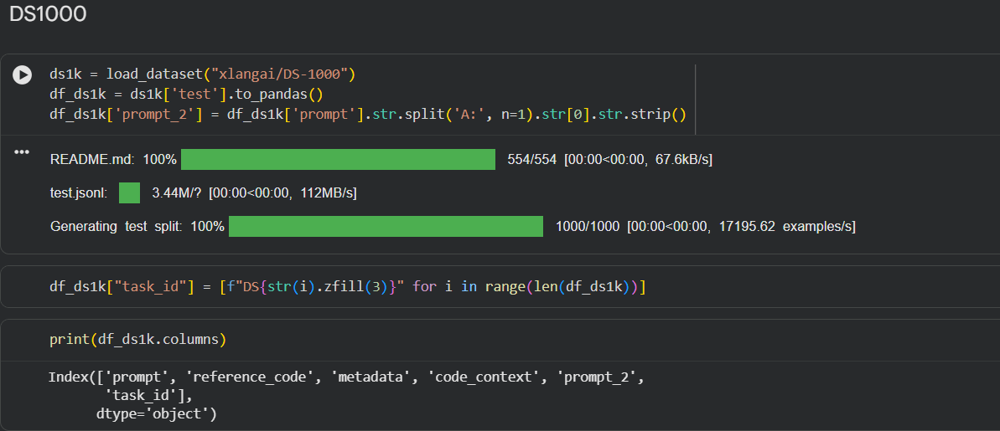 DS1000
ds1k = load_dataset("xlangai/DS-1000")
df_ds1k = ds1k['test'].to_pandas()
df_ds1k['prompt_2'] = df_ds1k['prompt'].str.split('A:', n=1).str[0].str.strip()
README.md: 100% 554/554 [00:00<00:00, 67.6kB/s]
test.jsonl: 3.44M/? [00:00<00:00, 112MB/s]
Generating test split: 100% 1000/1000 [00:00<00:00, 17195.62 examples/s]
df_ds1k["task_id"] = [f"DS{str(i).zfill(3)}" for i in range(len(df_ds1k))]
print(df_ds1k.columns)
Index(['prompt', 'reference_code', 'metadata', 'code_context', 'prompt_2',
'task_id'],
dtype='object')